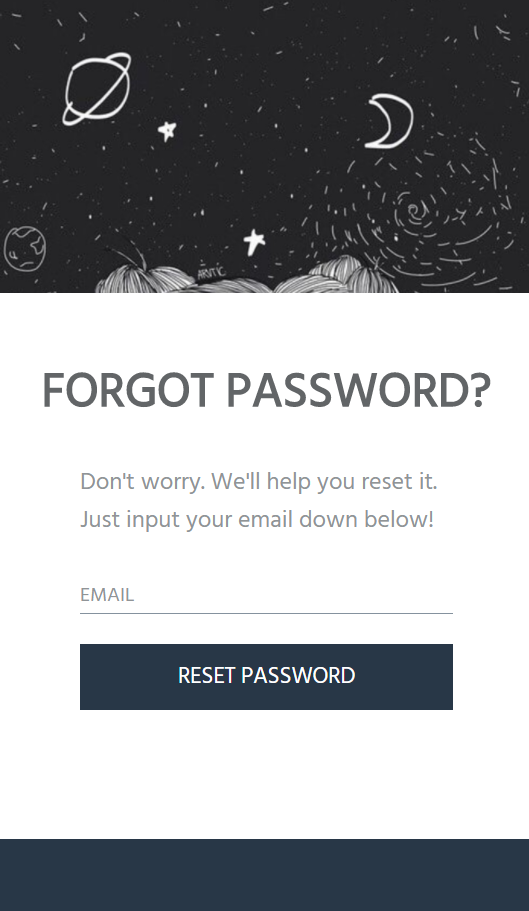 ARVTIC
FORGOT PASSWORD?
Don't worry. We'll help you reset it.
Just input your email down below!
EMAIL
RESET PASSWORD